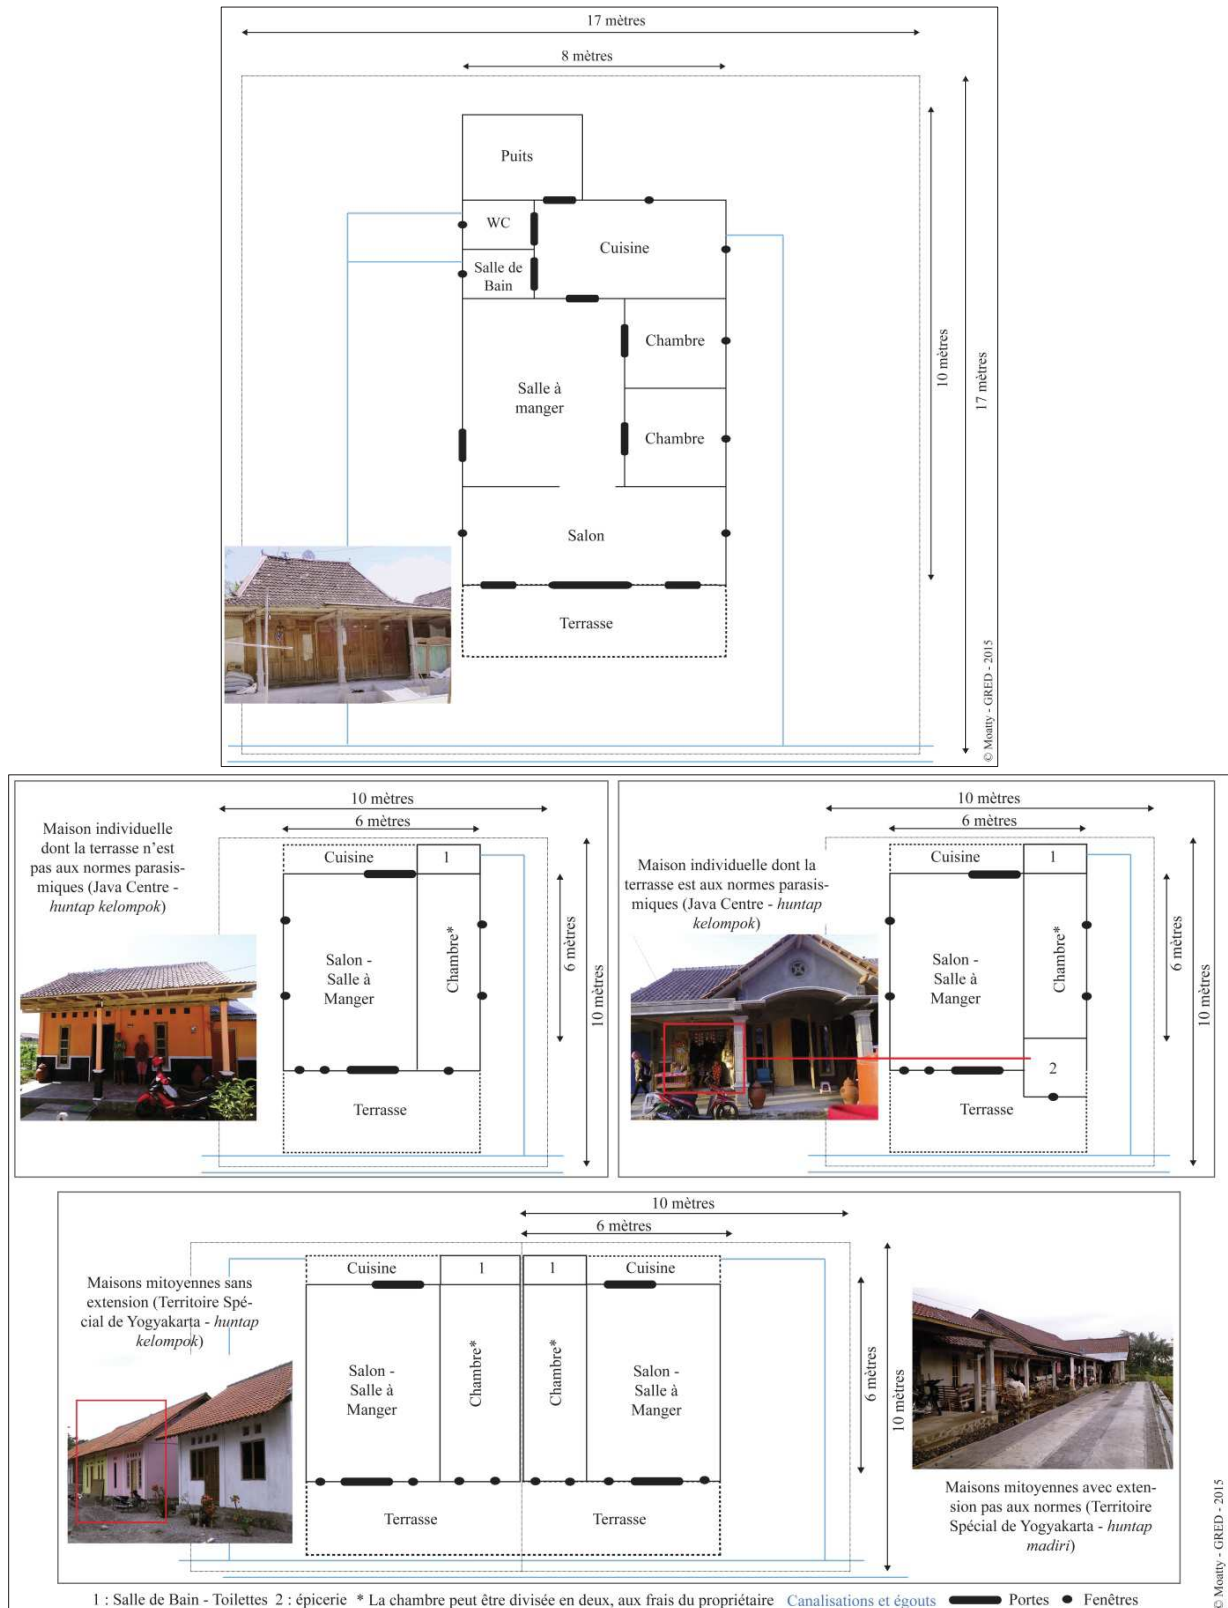 17 mètres
8 mètres
Puits
WC
Cuisine
Salle de
Bain
Chambre
Salle à
manger
Chambre
10 mètres
17 mètres
Salon
Terrasse
© Moatty - GRED - 2015
Maison individuelle
dont la terrasse n'est
pas aux normes parasis-
miques (Java Centre -
huntap kelompok)
10 mètres
6 mètres
Cuisine
1
Salon -
Salle à
Manger
Chambre*
6 mètres
10 mètres
Terrasse
Maison individuelle dont la
terrasse est aux normes parasis-
miques (Java Centre - huntap
kelompok)
10 mètres
6 mètres
Cuisine
1
Salon -
Salle à
Manger
Chambre*
6 mètres
10 mètres
2
Terrasse
10 mètres
6 mètres
Maisons mitoyennes sans
extension (Territoire Spé-
cial de Yogyakarta - huntap
kelompok)
Cuisine
1
1
Cuisine
Salon -
Salle à
Manger
Chambre*
Chambre*
Salon -
Salle à
Manger
6 mètres
10 mètres
Terrasse
Terrasse
Maisons mitoyennes avec exten-
sion pas aux normes (Territoire
Spécial de Yogyakarta - huntap
madiri)
© Moatty - GRED - 2015
1 : Salle de Bain - Toilettes 2 : épicerie * La chambre peut être divisée en deux, aux frais du propriétaire Canalisations et égouts Portes Fenêtres